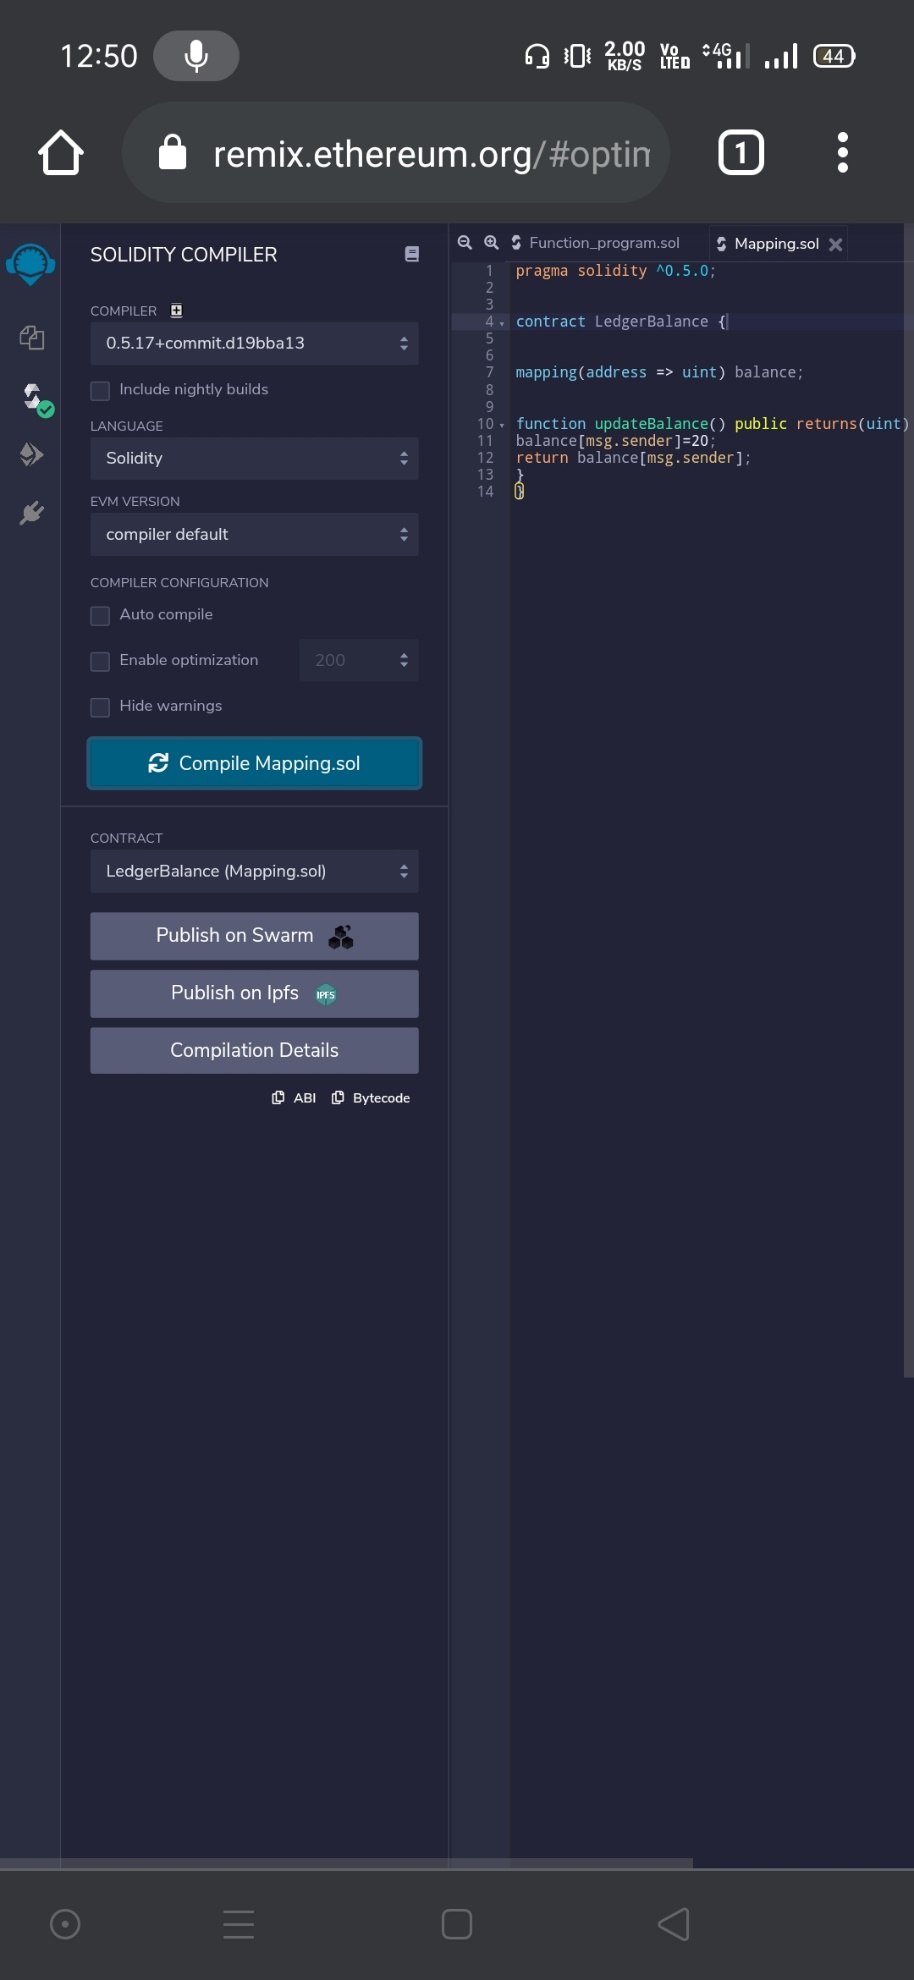 12:50
2.00
KB/S
Vo
LTE
4G
44
remix.ethereum.org/#optim
1
SOLIDITY COMPILER
COMPILER
0.5.17+commit.d19bba13
Include nightly builds
LANGUAGE
Solidity
EVM VERSION
compiler default
COMPILER CONFIGURATION
Auto compile
Enable optimization
200
Hide warnings
Compile Mapping.sol
CONTRACT
LedgerBalance (Mapping.sol)
Publish on Swarm
Publish on Ipfs IPFS
Compilation Details
ABI Bytecode
Function_program.sol Mapping.sol
1 pragma solidity ^0.5.0;
2
3
4 contract LedgerBalance {
5
6
7 mapping(address => uint) balance;
8
9
10 function updateBalance() public returns(uint)
11 balance[msg.sender]=20;
12 return balance[msg.sender];
13 }
14 }